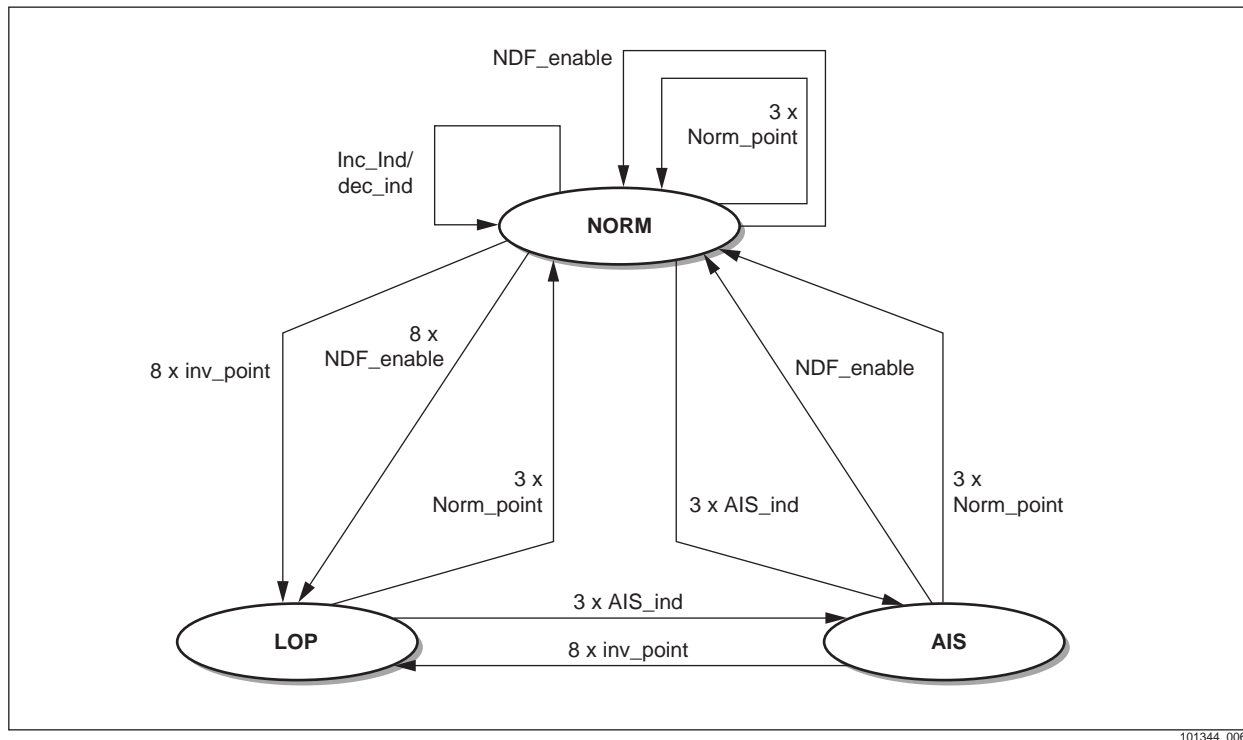 NDF_enable
3 x
Norm_point
Inc_Ind/
dec_ind
NORM
8 x
NDF_enable
8 x inv_point
NDF_enable
3 x
Norm_point
3 x AIS_ind
3 x
Norm_point
3 x AIS_ind
LOP
AIS
8 x inv_point